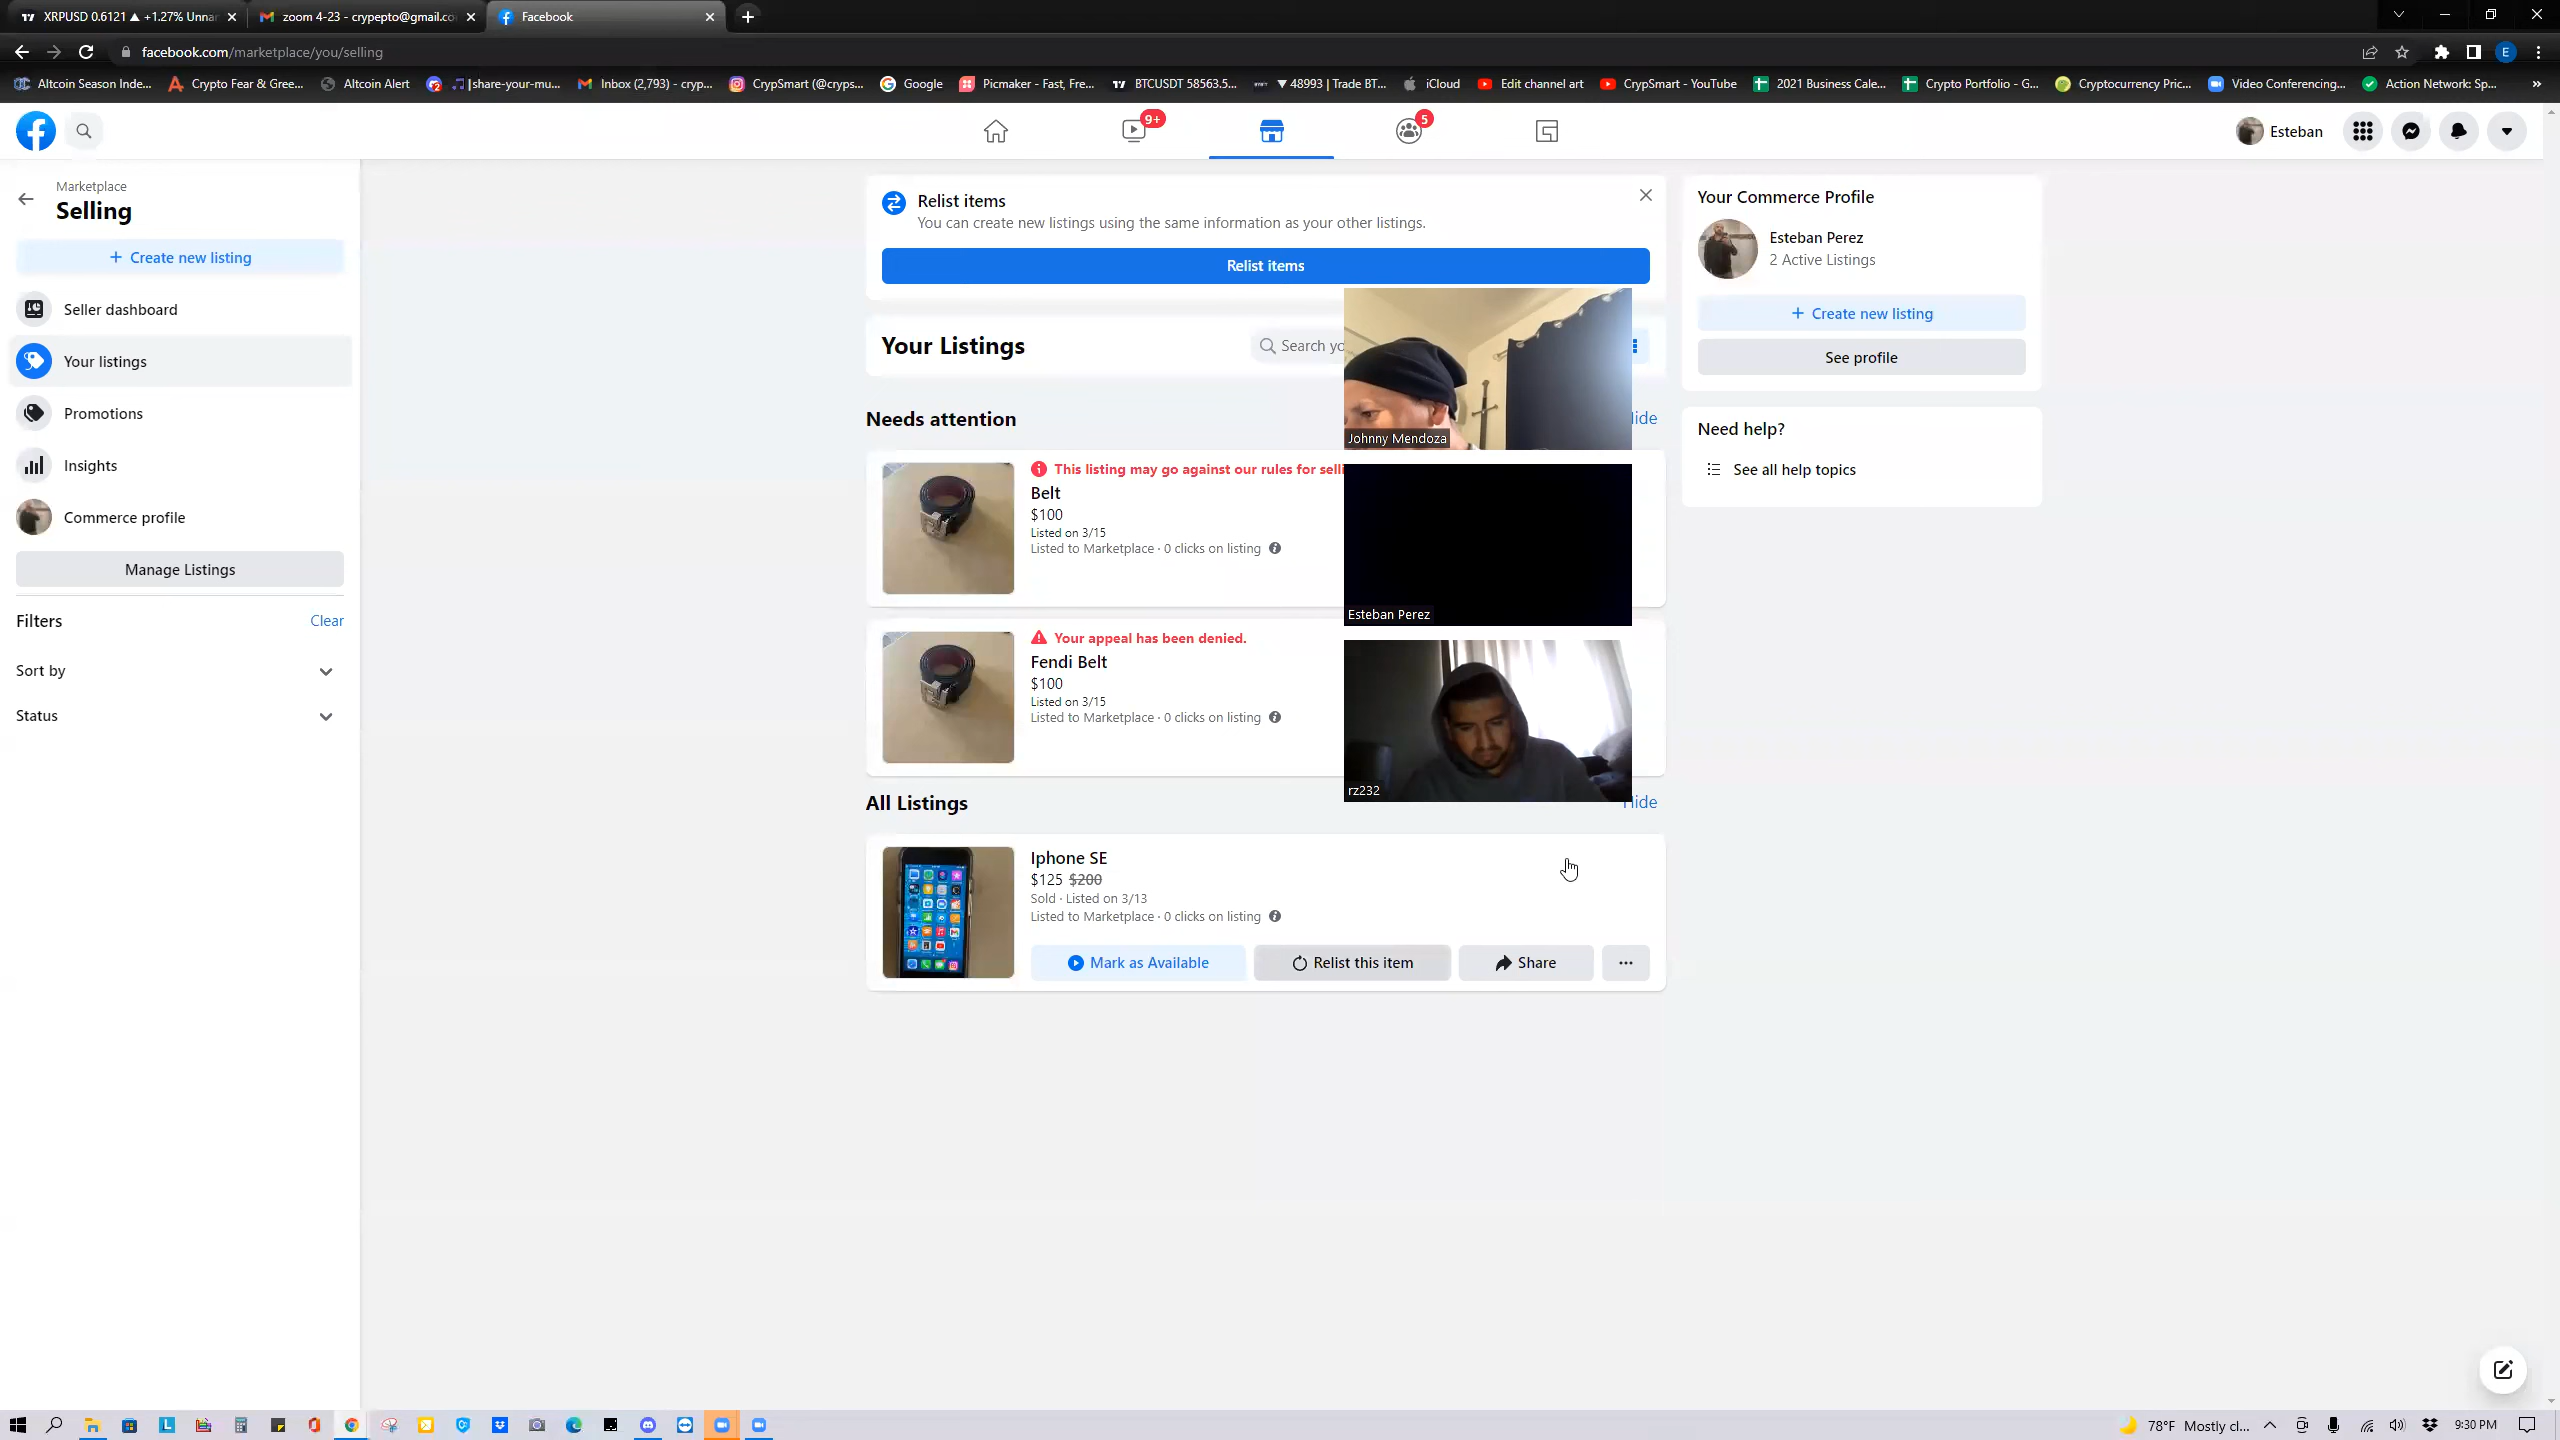 XRPUSD 0.6121 ▲ +1.27% Unnar
zoom 4-23 - crypepto@gmail.co
Facebook
facebook.com/marketplace/you/selling
Altcoin Season Inde...
Crypto Fear & Gree...
Altcoin Alert
|share-your-mu...
Inbox (2,793) - cryp...
CrypSmart (@cryps...
Google
Picmaker - Fast, Fre...
BTCUSDT 58563.5...
▼ 48993 | Trade BT...
iCloud
Edit channel art
CrypSmart - YouTube
2021 Business Cale...
Crypto Portfolio - G...
Cryptocurrency Pric...
Video Conferencing...
Action Network: Sp...
»
E
9+
5
Esteban
Marketplace
Selling
+ Create new listing
Seller dashboard
Your listings
Promotions
Insights
Commerce profile
Manage Listings
Filters
Clear
Sort by
Status
Relist items
You can create new listings using the same information as your other listings.
Relist items
Your Listings
Search yo
Needs attention
ide
This listing may go against our rules for selli
Belt
$100
Listed on 3/15
Listed to Marketplace · 0 clicks on listing
Your appeal has been denied.
Fendi Belt
$100
Listed on 3/15
Listed to Marketplace · 0 clicks on listing
Johnny Mendoza
Esteban Perez
rz232
All Listings
Hide
Iphone SE
$125 $200
Sold · Listed on 3/13
Listed to Marketplace · 0 clicks on listing
Mark as Available
Relist this item
Share
Your Commerce Profile
Esteban Perez
2 Active Listings
+ Create new listing
See profile
Need help?
See all help topics
78°F Mostly cl...
9:30 PM